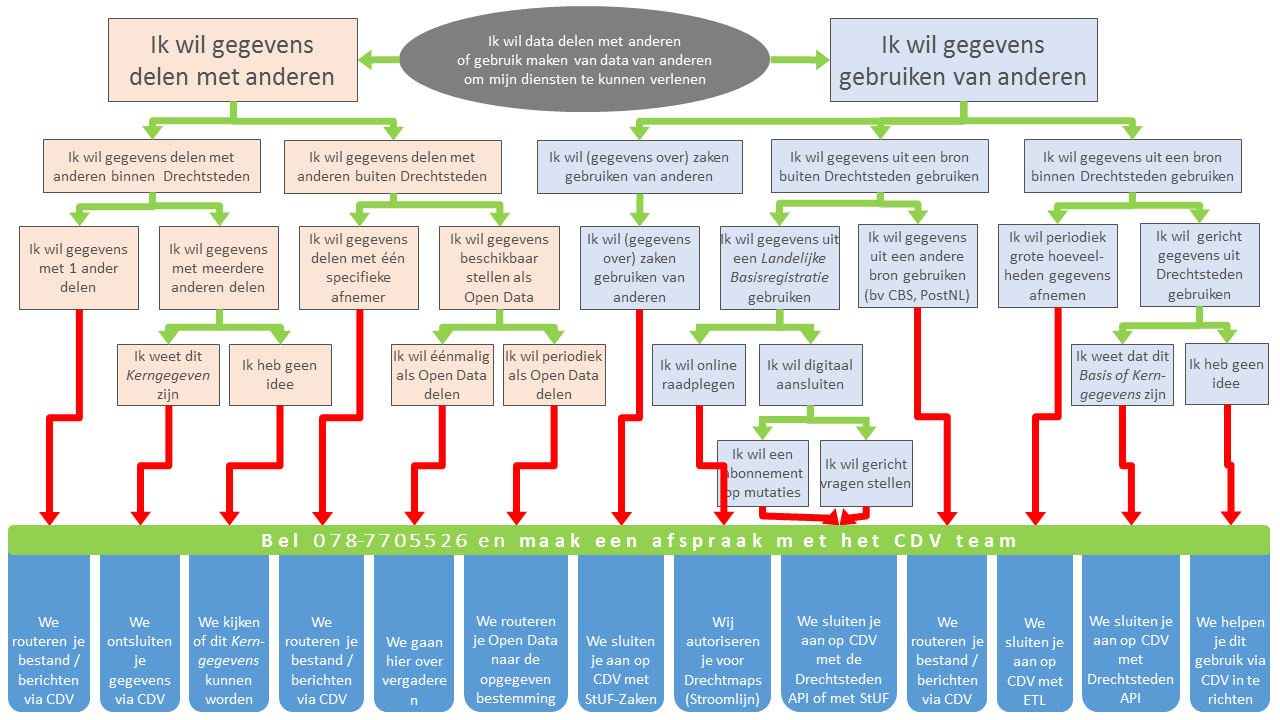 Ik wil data delen met anderen
of gebruik maken van data van anderen
om mijn diensten te kunnen verlenen
Ik wil gegevens
delen met anderen
Ik wil gegevens
gebruiken van anderen
Ik wil gegevens delen met
anderen binnen Drechtsteden
Ik wil gegevens delen met
anderen buiten Drechtsteden
Ik wil (gegevens over) zaken
gebruiken van anderen
Ik wil gegevens uit een bron
buiten Drechtsteden gebruiken
Ik wil gegevens uit een bron
binnen Drechtsteden gebruiken
Ik wil gegevens
met 1 ander
delen
Ik wil gegevens
met meerdere
anderen delen
Ik wil gegevens
delen met één
specifieke
afnemer
Ik wil gegevens
beschikbaar
stellen als
Open Data
Ik wil (gegevens
over) zaken
gebruiken van
anderen
Ik wil gegevens uit
een Landelijke
Basisregistratie
gebruiken
Ik wil gegevens
uit een andere
bron gebruiken
(bv CBS, PostNL)
Ik wil periodiek
grote hoeveel-
heden gegevens
afnemen
Ik wil gericht
gegevens uit
Drechtsteden
gebruiken
Ik weet dit
Kerngegeven
zijn
Ik heb geen
idee
Ik wil éénmalig
als Open Data
delen
Ik wil periodiek
als Open Data
delen
Ik wil online
raadplegen
Ik wil digitaal
aansluiten
Ik weet dat dit
Basis of Kern-
gegevens zijn
Ik heb geen
idee
Ik wil een
abonnement
op mutaties
Ik wil gericht
vragen stellen
Bel 078-7705526 en maak een afspraak met het CDV team
We
routeren je
bestand /
berichten
via CDV
We
ontsluiten
je
gegevens
via CDV
We kijken
of dit Kern-
gegevens
kunnen
worden
We
routeren je
bestand /
berichten
via CDV
We gaan
hier over
vergadere
n
We routeren
je Open Data
naar de
opgegeven
bestemming
We sluiten
je aan op
CDV met
StUF-Zaken
Wij
autoriseren
je voor
Drechtmaps
(Stroomlijn)
We sluiten je
aan op CDV
met de
Drechtsteden
API of met StUF
We
routeren je
bestand /
berichten
via CDV
We
sluiten je
aan op
CDV met
ETL
We sluiten je
aan op CDV
met
Drechtsteden
API
We helpen
je dit
gebruik via
CDV in te
richten